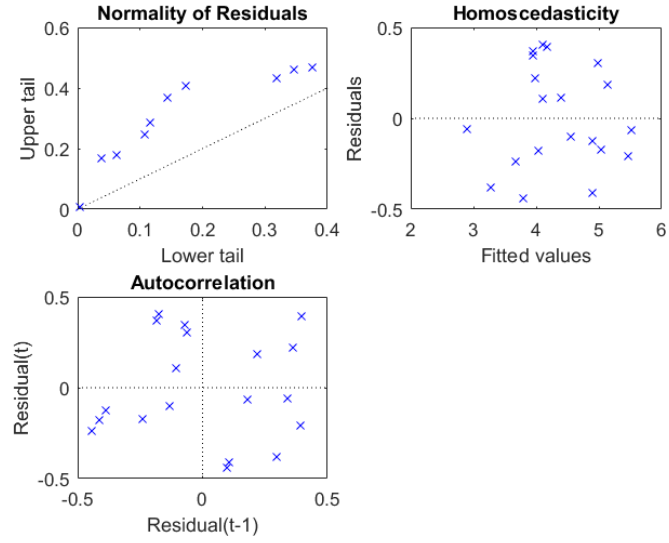 Normality of Residuals
0.6
0.4
0.2
0
Upper tail
0 0.1 0.2 0.3 0.4
Lower tail
Homoscedasticity
0.5
0
-0.5
Residuals
2 3 4 5 6
Fitted values
Autocorrelation
0.5
0
-0.5
Residual(t)
-0.5 0 0.5
Residual(t-1)